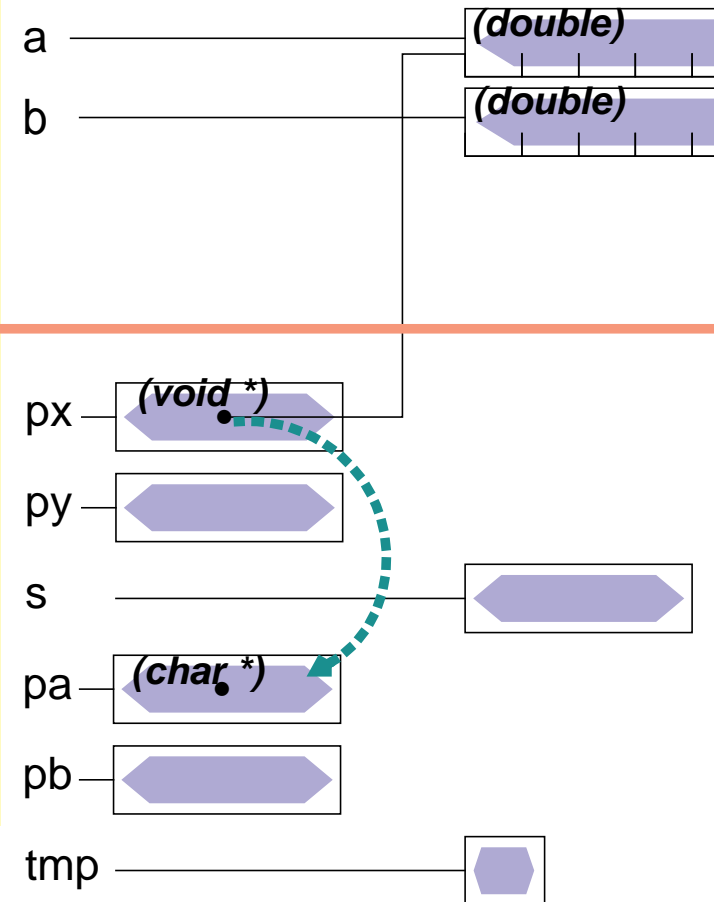 a (double)
b (double)
px (void *)
py
s
pa (char *)
pb
tmp